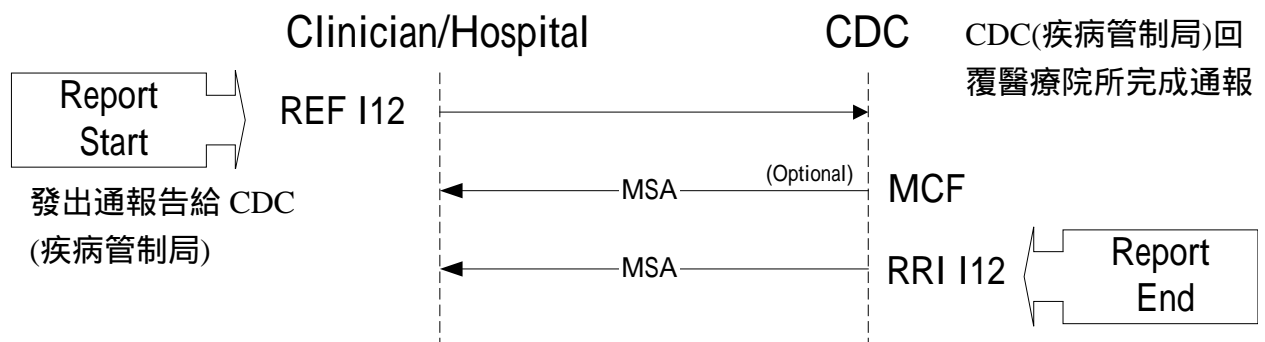 Clinician/Hospital
CDC
CDC(疾病管制局)回
覆醫療院所完成通報
Report
Start
REF I12
發出通報告給 CDC
(疾病管制局)
MSA
(Optional)
MCF
MSA
RRI I12
Report
End